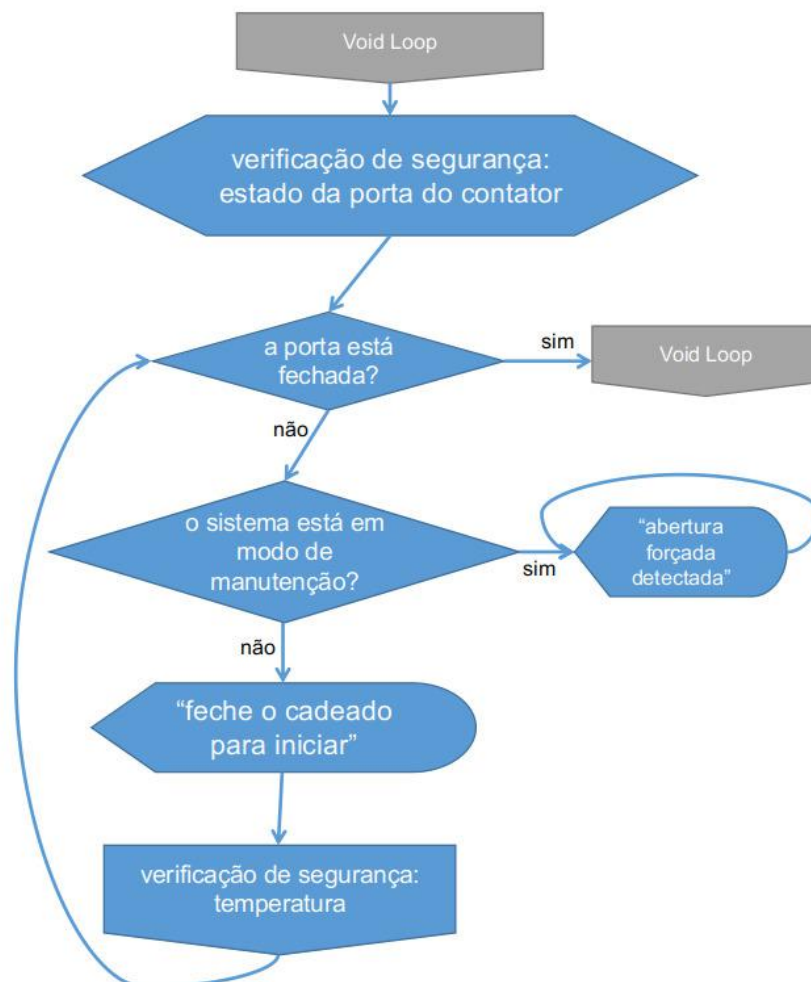 Void Loop
verificação de segurança:
estado da porta do contator
a porta está
fechada?
sim
Void Loop
não
o sistema está em
modo de
manutenção?
sim
“abertura
forçada
detectada”
não
“feche o cadeado
para iniciar”
verificação de segurança:
temperatura